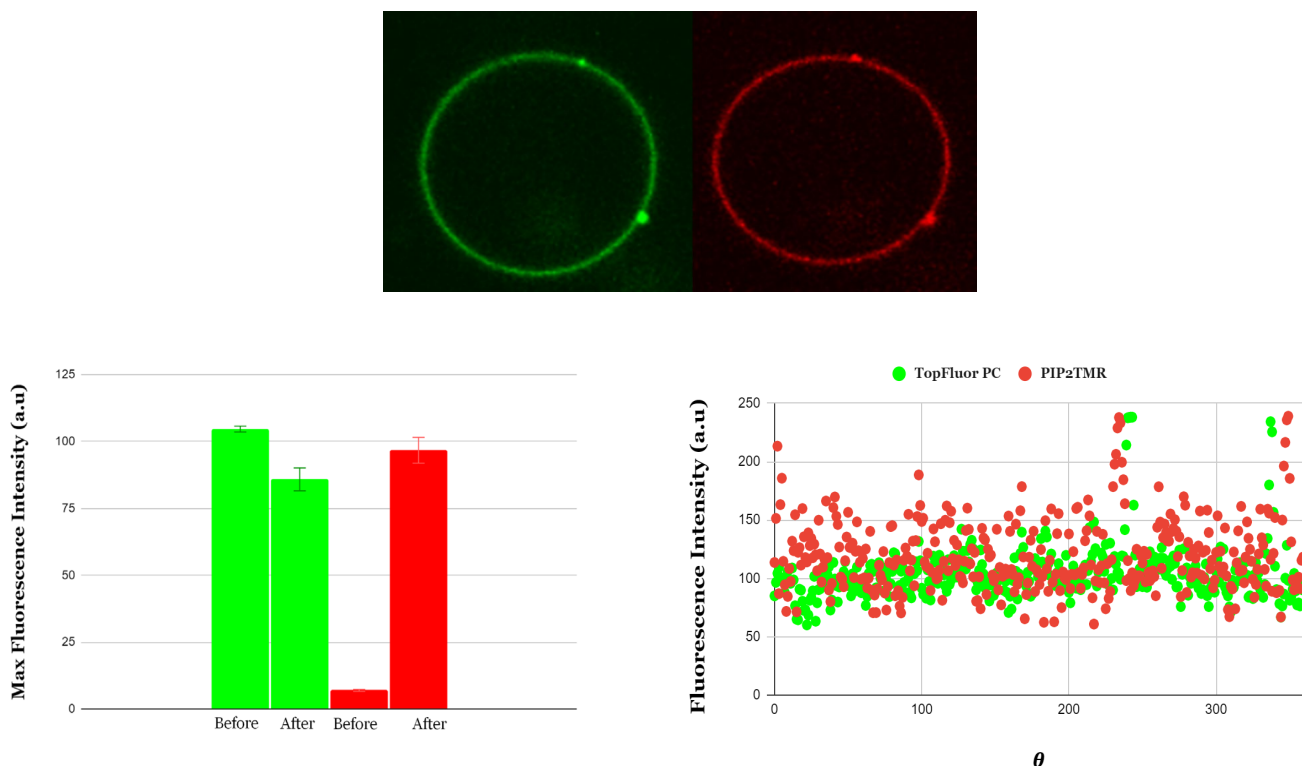 Max Fluorescence Intensity (a.u)
125
100
75
50
25
0
Before
After
Before
After
TopFluor PC
PIP2TMR
Fluorescence Intensity (a.u)
250
200
150
100
50
0
0
100
200
300
θ